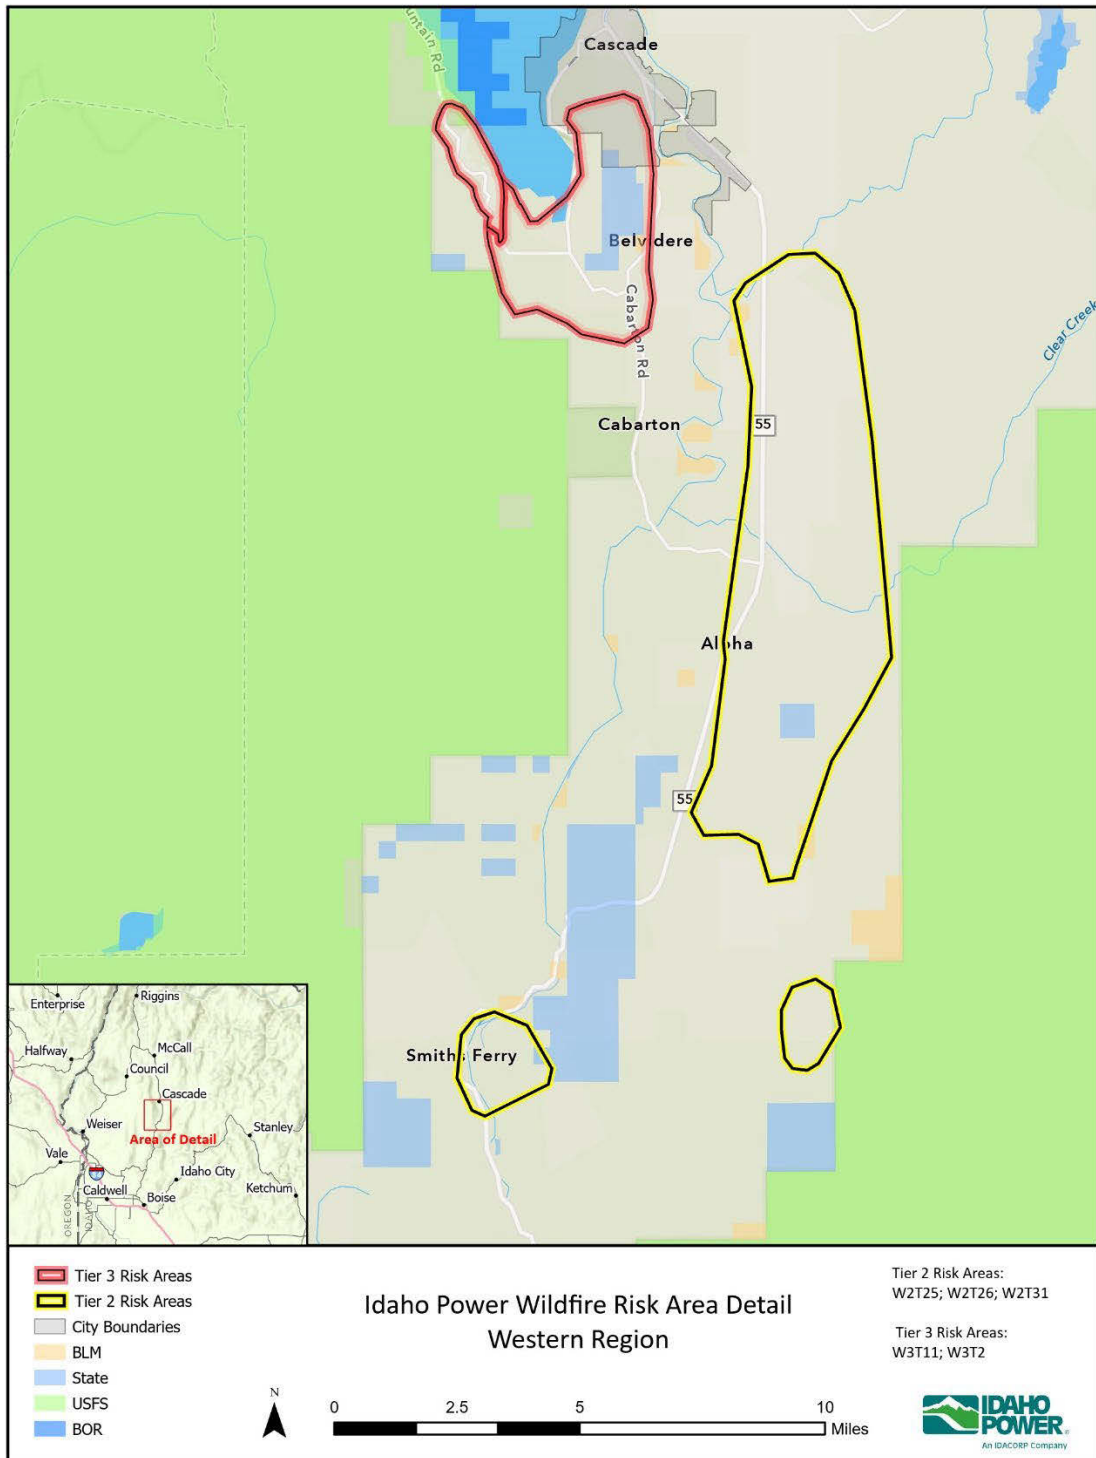 untain Rd
Cascade
Belvidere
Cabarton Rd
Clear Creek
Cabarton
55
Alpha
55
Smiths Ferry
Enterprise
Riggins
Halfway
McCall
Council
Cascade
Weiser
Stanley
Area of Detail
Vale
Idaho City
Caldwell
Boise
Ketchum
OREGON
IDAHO
Tier 3 Risk Areas
Tier 2 Risk Areas
City Boundaries
BLM
State
USFS
BOR
Idaho Power Wildfire Risk Area Detail
Western Region
N
0 2.5 5 10
Miles
Tier 2 Risk Areas:
W2T25; W2T26; W2T31
Tier 3 Risk Areas:
W3T11; W3T2
IDAHO
POWER®
An IDACORP Company